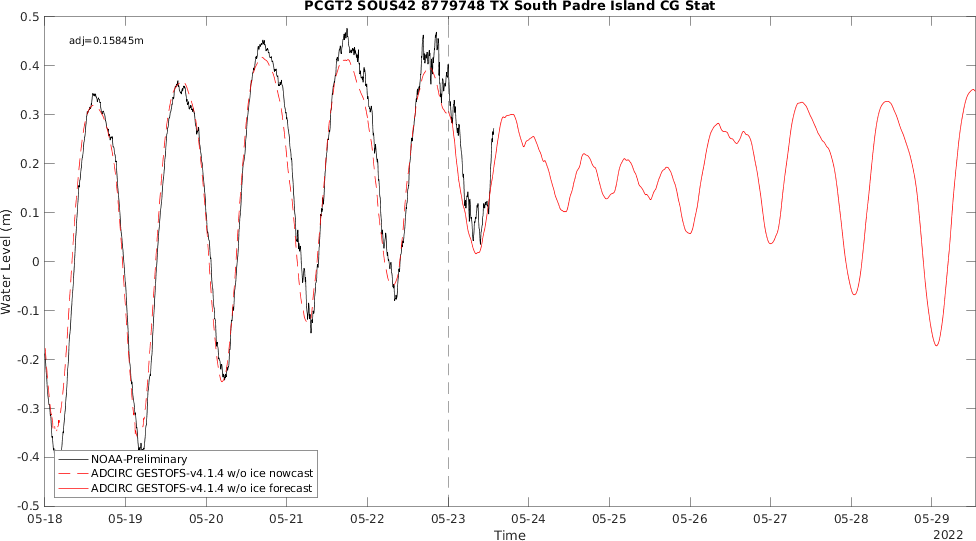 PCGT2 SOUS42 8779748 TX South Padre Island CG Stat
0.5
adj=0.15845m
0.4
0.3
0.2
0.1
0
-0.1
-0.2
-0.3
-0.4
-0.5
Water Level (m)
NOAA-Preliminary
ADCIRC GESTOFS-v4.1.4 w/o ice nowcast
ADCIRC GESTOFS-v4.1.4 w/o ice forecast
05-18 05-19 05-20 05-21 05-22 05-23 05-24 05-25 05-26 05-27 05-28 05-29
Time
2022